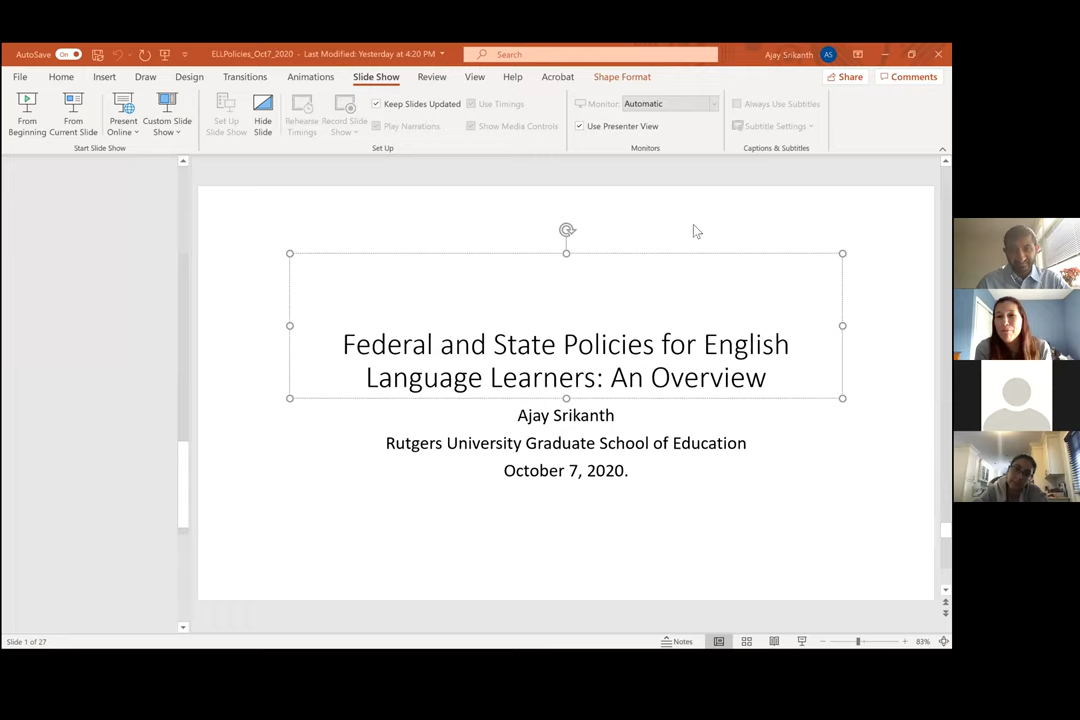 AutoSave On
ELLPolicies_Oct7_2020 - Last Modified: Yesterday at 4:20 PM
Search
Ajay Srikanth AS
File Home Insert Draw Design Transitions Animations Slide Show Review View Help Acrobat Shape Format
Share Comments
From Beginning
From Current Slide
Present Online
Custom Slide Show
Set Up Slide Show
Hide Slide
Rehearse Timings
Record Slide Show
Keep Slides Updated
Play Narrations
Use Timings
Show Media Controls
Monitor: Automatic
Use Presenter View
Always Use Subtitles
Subtitle Settings
Start Slide Show
Set Up
Monitors
Captions & Subtitles
Federal and State Policies for English
Language Learners: An Overview
Ajay Srikanth
Rutgers University Graduate School of Education
October 7, 2020.
Slide 1 of 27
Notes
83%